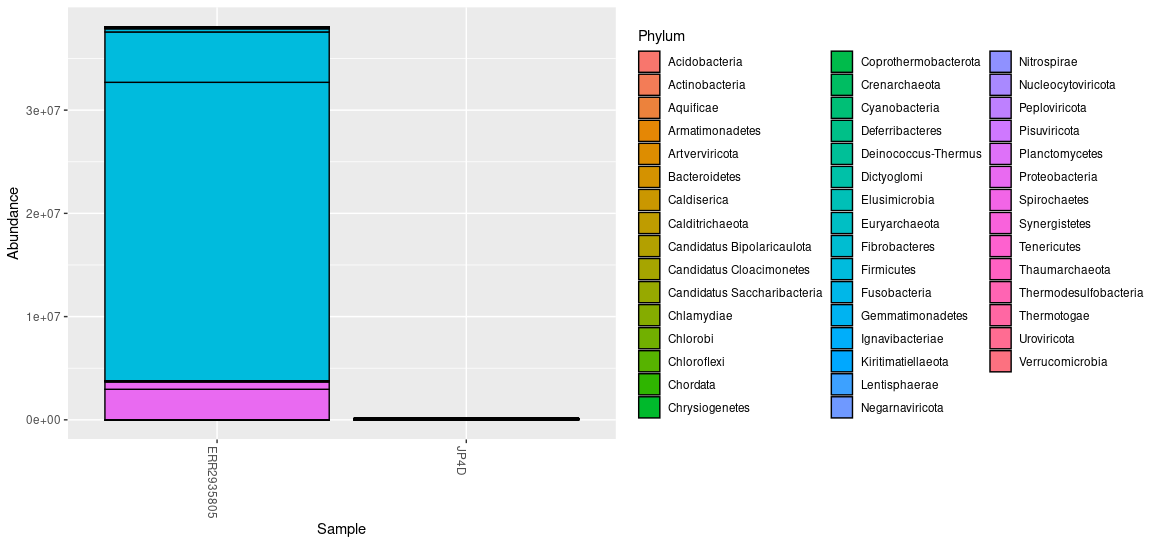 Abundance
3e+07
2e+07
1e+07
0e+00
ERR2935805
JP4D
Sample
Phylum
Acidobacteria
Actinobacteria
Aquificae
Armatimonadetes
Artverviricota
Bacteroidetes
Caldiserica
Calditrichaeota
Candidatus Bipolaricaulota
Candidatus Cloacimonetes
Candidatus Saccharibacteria
Chlamydiae
Chlorobi
Chloroflexi
Chordata
Chrysiogenetes
Coprothermobacterota
Crenarchaeota
Cyanobacteria
Deferribacteres
Deinococcus-Thermus
Dictyoglomi
Elusimicrobia
Euryarchaeota
Fibrobacteres
Firmicutes
Fusobacteria
Gemmatimonadetes
Ignavibacteriae
Kiritimatiellaeota
Lentisphaerae
Negarnaviricota
Nitrospirae
Nucleocytoviricota
Peploviricota
Pisuviricota
Planctomycetes
Proteobacteria
Spirochaetes
Synergistetes
Tenericutes
Thaumarchaeota
Thermodesulfobacteria
Thermotogae
Uroviricota
Verrucomicrobia